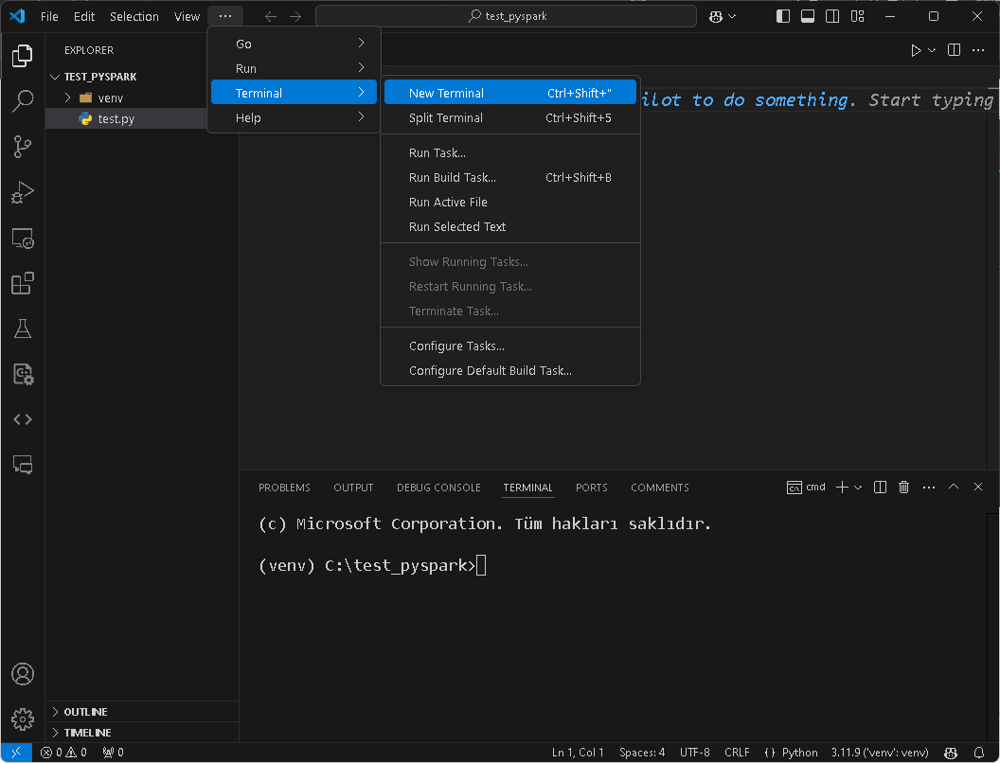 File Edit Selection View ... test_pyspark
EXPLORER
TEST_PYSPARK
venv
test.py
Go
Run
Terminal
Help
New Terminal Ctrl+Shift+"
Split Terminal Ctrl+Shift+5
Run Task...
Run Build Task... Ctrl+Shift+B
Run Active File
Run Selected Text
Show Running Tasks...
Restart Running Task...
Terminate Task...
Configure Tasks...
Configure Default Build Task...
to do something. Start typing
PROBLEMS OUTPUT DEBUG CONSOLE TERMINAL PORTS COMMENTS cmd
(c) Microsoft Corporation. Tüm hakları saklıdır.
(venv) C:\test_pyspark>
OUTLINE
TIMELINE
0 0 0 Ln 1, Col 1 Spaces: 4 UTF-8 CRLF {} Python 3.11.9 ('venv': venv)